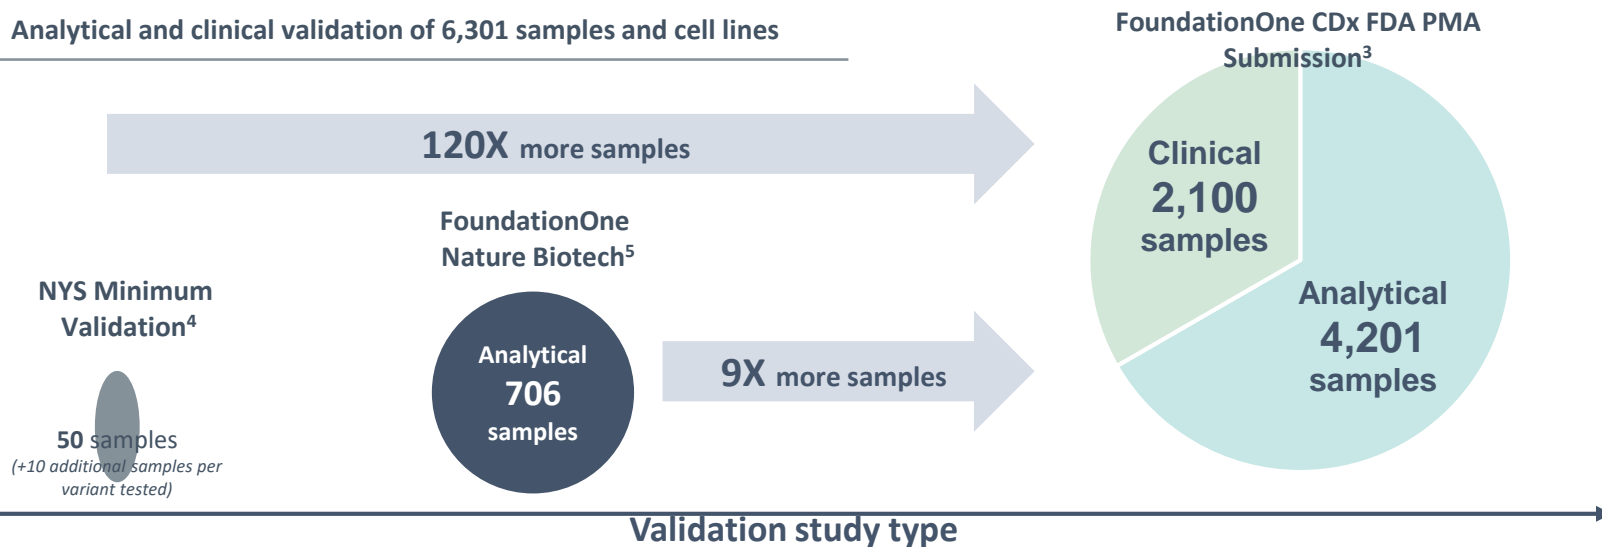 Analytical and clinical validation of 6,301 samples and cell lines
FoundationOne CDx FDA PMA
Submission³
120X more samples
Clinical
2,100
samples
Analytical
4,201
samples
FoundationOne
Nature Biotech⁵
Analytical
706
samples
9X more samples
NYS Minimum
Validation⁴
50 samples
(+10 additional samples per
variant tested)
Validation study type